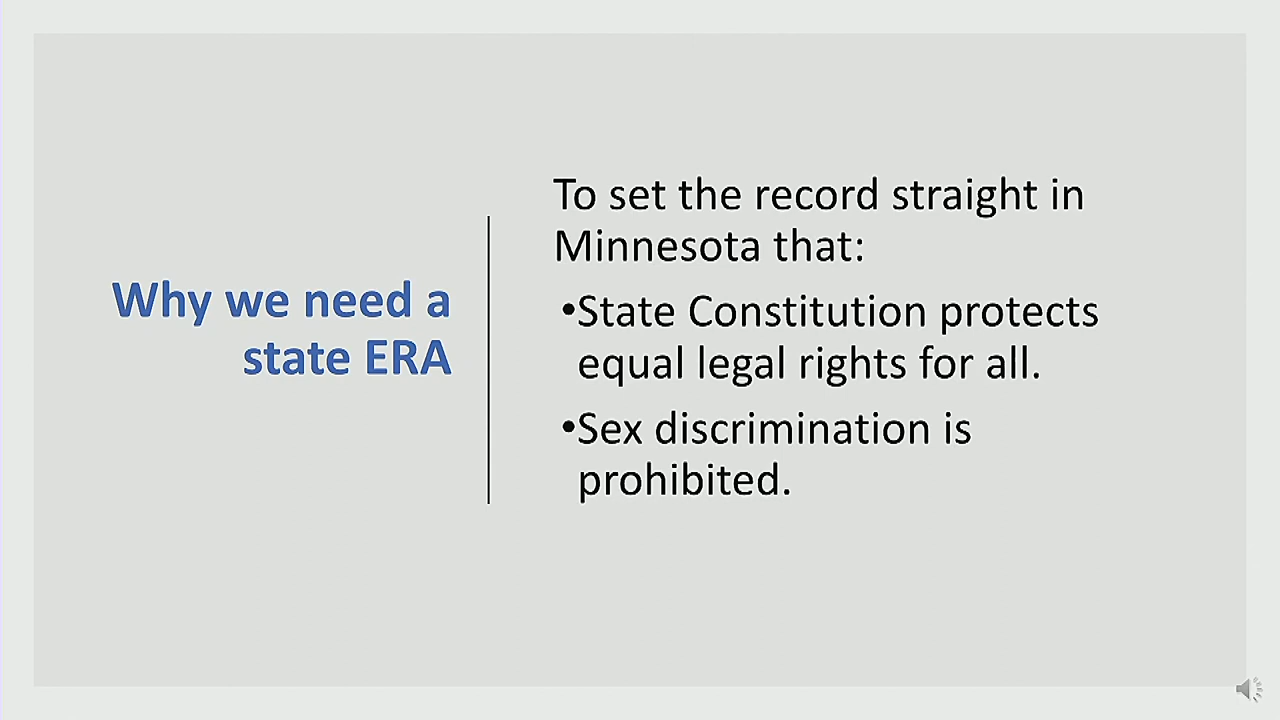 Why we need a
state ERA
To set the record straight in
Minnesota that:
•State Constitution protects
equal legal rights for all.
•Sex discrimination is
prohibited.